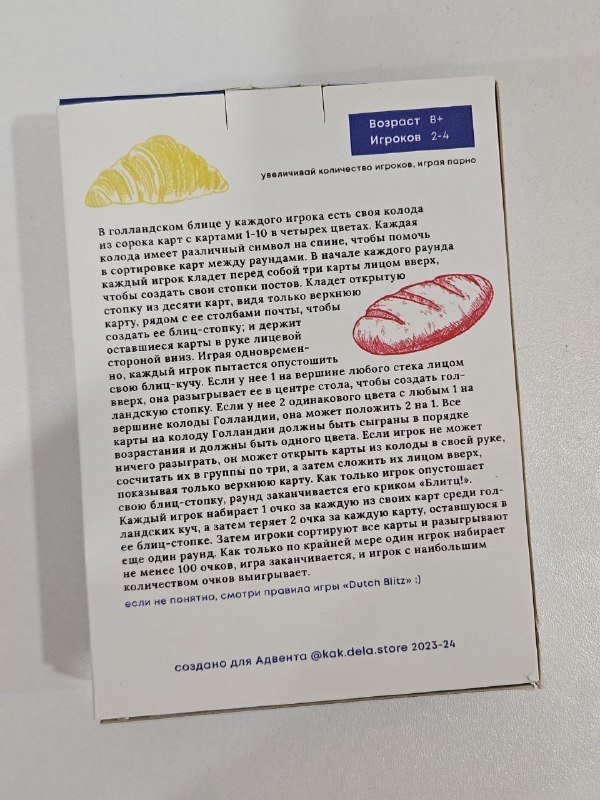 Возраст 8+
Игроков 2-4
увеличивай количество игроков, играя парно
В голландском блице у каждого игрока есть своя колода
из сорока карт с картами 1-10 в четырех цветах. Каждая
колода имеет различный символ на спине, чтобы помочь
в сортировке карт между раундами. В начале каждого раунда
каждый игрок кладет перед собой три карты лицом вверх,
чтобы создать свои стопки постов. Кладет открытую
стопку из десяти карт, видя только верхнюю
карту, рядом с ее столбами почты, чтобы
создать ее блиц-стопку; и держит
оставшиеся карты в руке лицевой
стороной вниз. Играя одновремен-
но, каждый игрок пытается опустошить
свою блиц-кучу. Если у нее 1 на вершине любого стека лицом
вверх, она разыгрывает ее в центре стола, чтобы создать гол-
ландскую стопку. Если у нее 2 одинакового цвета с любым 1 на
вершине колоды Голландии, она может положить 2 на 1. Все
карты на колоду Голландии должны быть сыграны в порядке
возрастания и должны быть одного цвета. Если игрок не может
ничего разыграть, он может открыть карты из колоды в своей руке,
сосчитать их в группы по три, а затем сложить их лицом вверх,
показывая только верхнюю карту. Как только игрок опустошает
свою блиц-стопку, раунд заканчивается его криком «Блитц!».
Каждый игрок набирает 1 очко за каждую из своих карт среди гол-
ландских куч, а затем теряет 2 очка за каждую карту, оставшуюся в
ее блиц-стопке. Затем игроки сортируют все карты и разыгрывают
еще один раунд. Как только по крайней мере один игрок набирает
не менее 100 очков, игра заканчивается, и игрок с наибольшим
количеством очков выигрывает.
если не понятно, смотри правила игры «Dutch Blitz» :)
создано для Адвента @kak.dela.store 2023-24